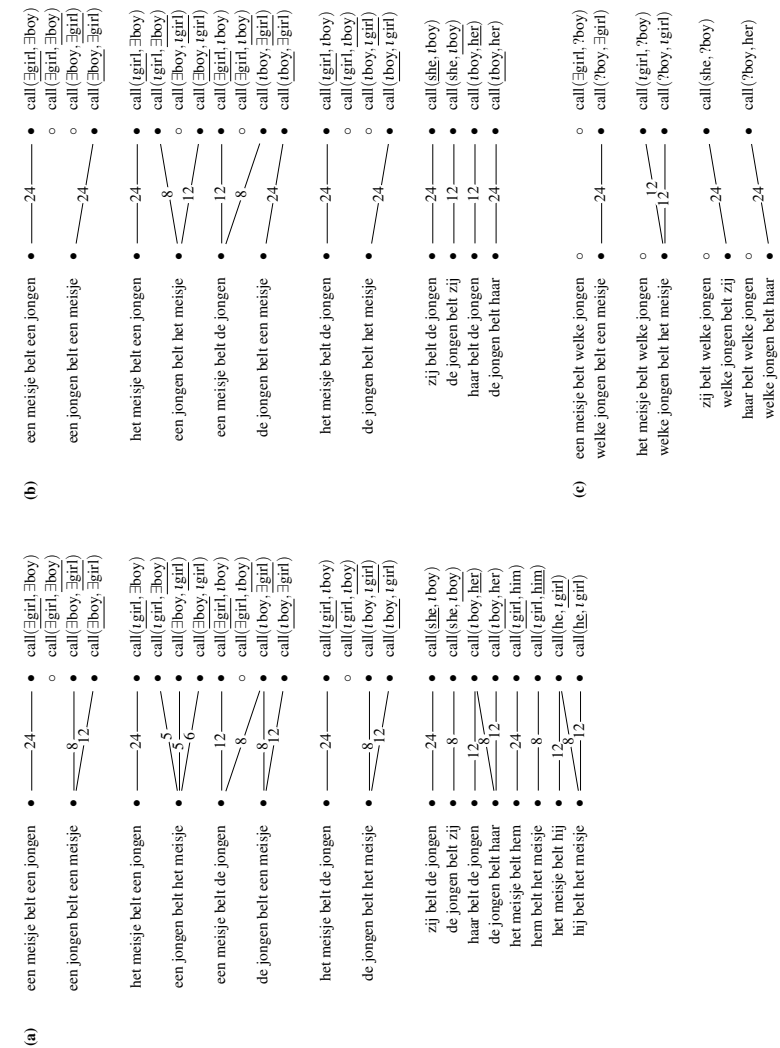 (a)
een meisje belt een jongen ● 24 ● call(∃girl, ∃boy)
○ call(∃girl, ∃boy)
een jongen belt een meisje ● 8 ● call(∃boy, ∃girl)
12 ● call(∃boy, ∃girl)
het meisje belt een jongen ● 24 ● call(ιgirl, ∃boy)
5 ● call(ιgirl, ∃boy)
een jongen belt het meisje ● 5 ● call(∃boy, ιgirl)
6 ● call(∃boy, ιgirl)
een meisje belt de jongen ● 12 ● call(∃girl, ιboy)
8 ○ call(∃girl, ιboy)
de jongen belt een meisje ● 8 ● call(ιboy, ∃girl)
12 ● call(ιboy, ∃girl)
het meisje belt de jongen ● 24 ● call(ιgirl, ιboy)
○ call(ιgirl, ιboy)
de jongen belt het meisje ● 8 ● call(ιboy, ιgirl)
12 ● call(ιboy, ιgirl)
zij belt de jongen ● 24 ● call(she, ιboy)
de jongen belt zij ● 8 ● call(she, ιboy)
haar belt de jongen ● 12 ● call(ιboy, her)
8
de jongen belt haar ● 12 ● call(ιboy, her)
het meisje belt hem ● 24 ● call(ιgirl, him)
hem belt het meisje ● 8 ● call(ιgirl, him)
het meisje belt hij ● 12 ● call(he, ιgirl)
8
hij belt het meisje ● 12 ● call(he, ιgirl)
(b)
een meisje belt een jongen ● 24 ● call(∃girl, ∃boy)
○ call(∃girl, ∃boy)
een jongen belt een meisje ● ○ call(∃boy, ∃girl)
24 ● call(∃boy, ∃girl)
het meisje belt een jongen ● 24 ● call(ιgirl, ∃boy)
8 ● call(ιgirl, ∃boy)
een jongen belt het meisje ● ○ call(∃boy, ιgirl)
12 ● call(∃boy, ιgirl)
een meisje belt de jongen ● 12 ● call(∃girl, ιboy)
8 ○ call(∃girl, ιboy)
de jongen belt een meisje ● ● call(ιboy, ∃girl)
24 ● call(ιboy, ∃girl)
het meisje belt de jongen ● 24 ● call(ιgirl, ιboy)
○ call(ιgirl, ιboy)
de jongen belt het meisje ● ○ call(ιboy, ιgirl)
24 ● call(ιboy, ιgirl)
zij belt de jongen ● 24 ● call(she, ιboy)
de jongen belt zij ● 12 ● call(she, ιboy)
haar belt de jongen ● 12 ● call(ιboy, her)
de jongen belt haar ● 24 ● call(ιboy, her)
(c)
een meisje belt welke jongen ○ ○ call(∃girl, ?boy)
welke jongen belt een meisje ● 24 ● call(?boy, ∃girl)
het meisje belt welke jongen ○ 12 ● call(ιgirl, ?boy)
welke jongen belt het meisje ● 12 ● call(?boy, ιgirl)
zij belt welke jongen ○ ● call(she, ?boy)
welke jongen belt zij ● 24
haar belt welke jongen ○ ● call(?boy, her)
welke jongen belt haar ● 24